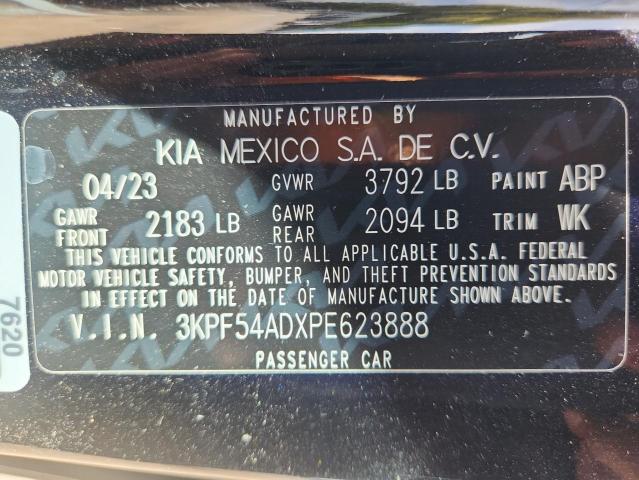 MANUFACTURED BY
KIA MEXICO S.A. DE C.V.
04/23 GVWR 3792 LB PAINT ABP
GAWR FRONT 2183 LB GAWR REAR 2094 LB TRIM WK
THIS VEHICLE CONFORMS TO ALL APPLICABLE U.S.A. FEDERAL
MOTOR VEHICLE SAFETY, BUMPER, AND THEFT PREVENTION STANDARDS
IN EFFECT ON THE DATE OF MANUFACTURE SHOWN ABOVE.
V.I.N. 3KPF54ADXPE623888
PASSENGER CAR
7620